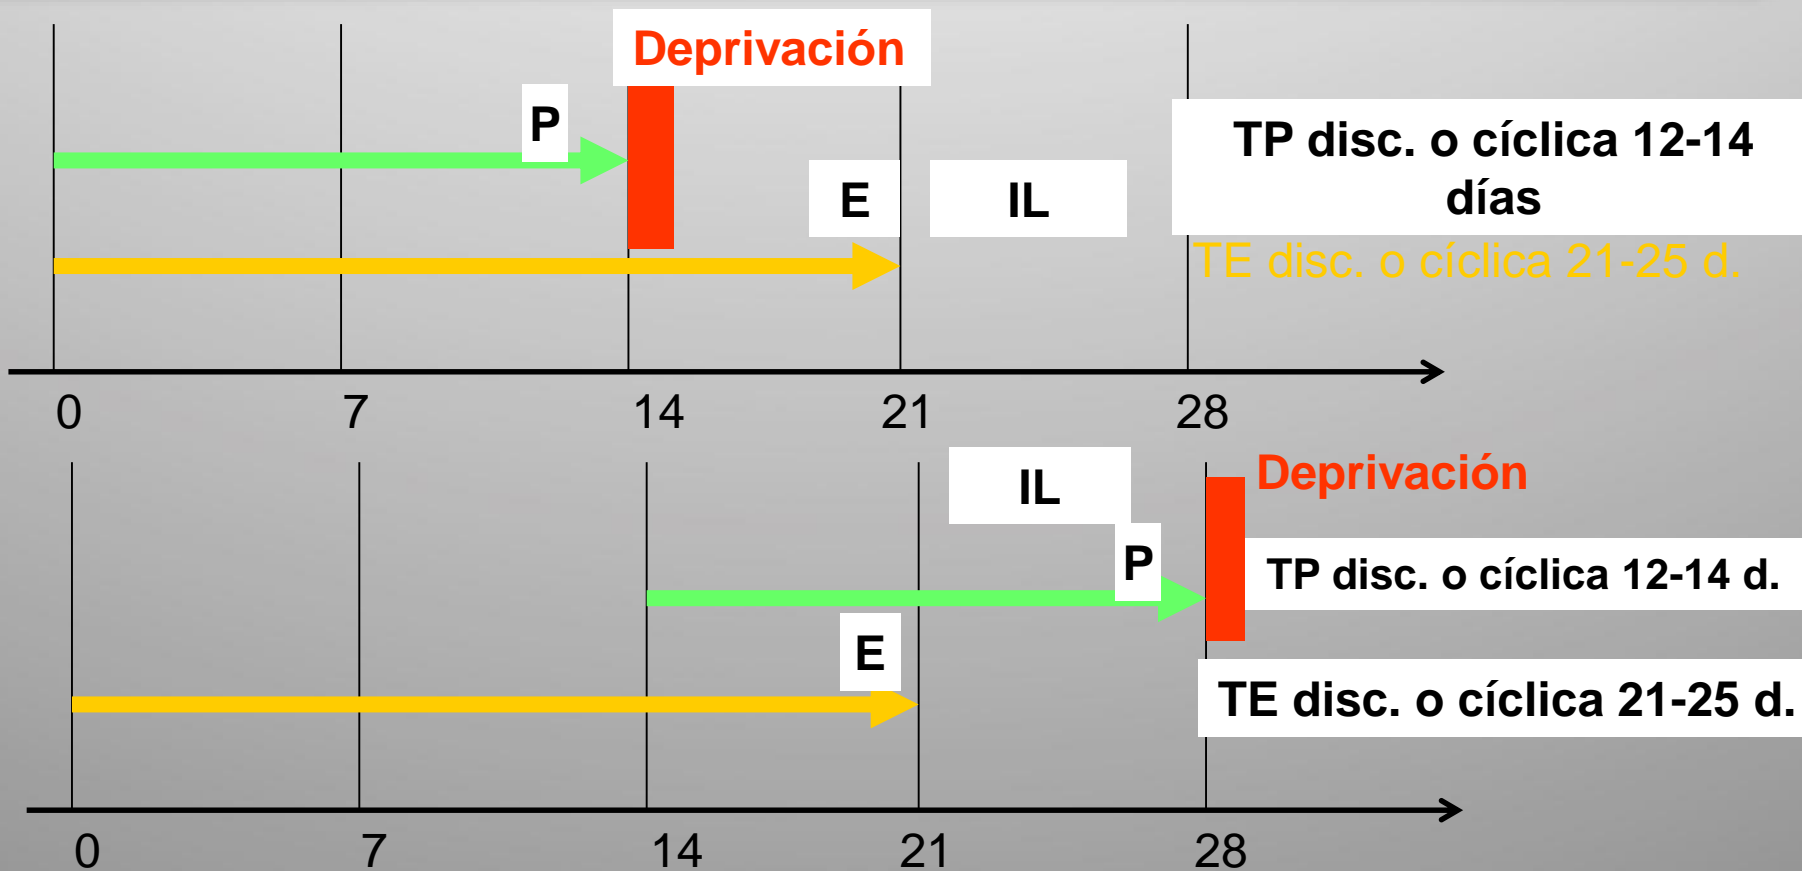 Deprivación
P
TP disc. o cíclica 12-14
días
E
IL
TE disc. o cíclica 21-25 d.
0 7 14 21 28
Deprivación
IL
P
TP disc. o cíclica 12-14 d.
E
TE disc. o cíclica 21-25 d.
0 7 14 21 28